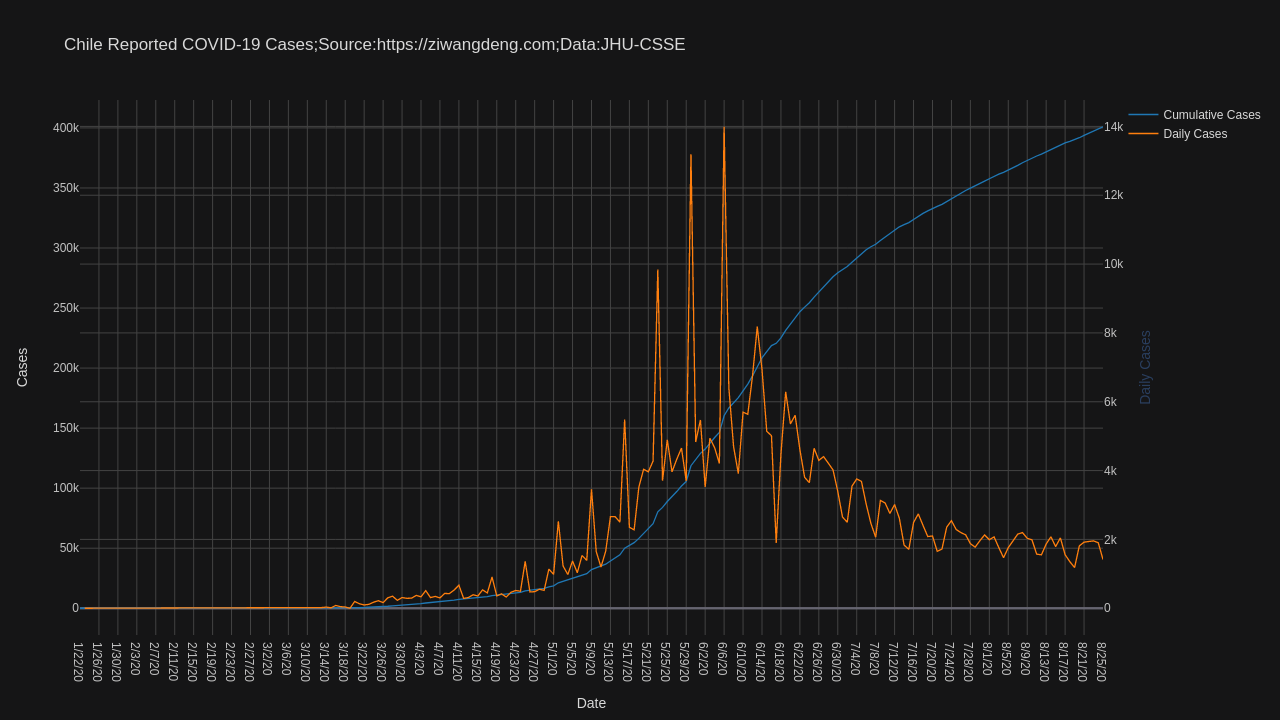 Chile Reported COVID-19 Cases;Source:https://ziwangdeng.com;Data:JHU-CSSE
Cumulative Cases
Daily Cases
400k
350k
300k
250k
200k
150k
100k
50k
0
Cases
14k
12k
10k
8k
6k
4k
2k
0
Daily Cases
1/22/20
1/26/20
1/30/20
2/3/20
2/7/20
2/11/20
2/15/20
2/19/20
2/23/20
2/27/20
3/2/20
3/6/20
3/10/20
3/14/20
3/18/20
3/22/20
3/26/20
3/30/20
4/3/20
4/7/20
4/11/20
4/15/20
4/19/20
4/23/20
4/27/20
5/1/20
5/5/20
5/9/20
5/13/20
5/17/20
5/21/20
5/25/20
5/29/20
6/2/20
6/6/20
6/10/20
6/14/20
6/18/20
6/22/20
6/26/20
6/30/20
7/4/20
7/8/20
7/12/20
7/16/20
7/20/20
7/24/20
7/28/20
8/1/20
8/5/20
8/9/20
8/13/20
8/17/20
8/21/20
8/25/20
Date